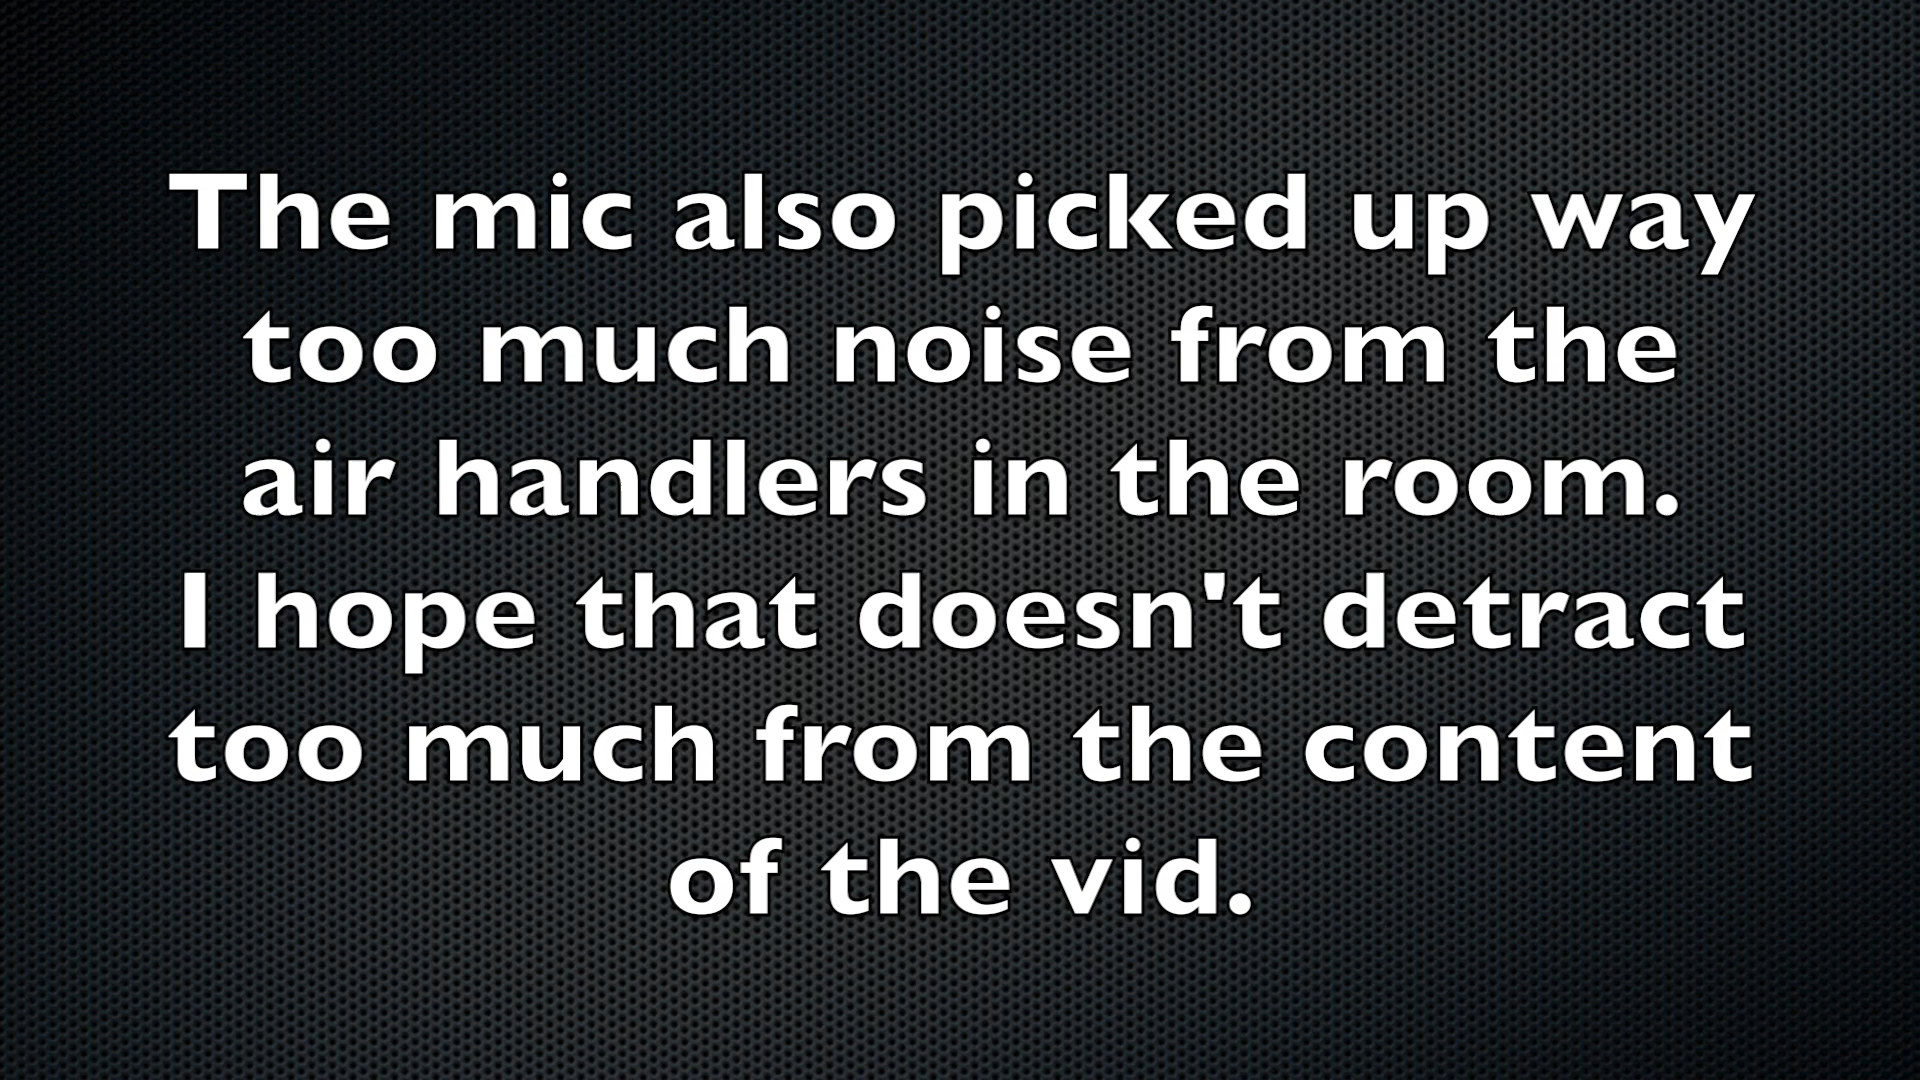 The mic also picked up way
too much noise from the
air handlers in the room.
I hope that doesn't detract
too much from the content
of the vid.